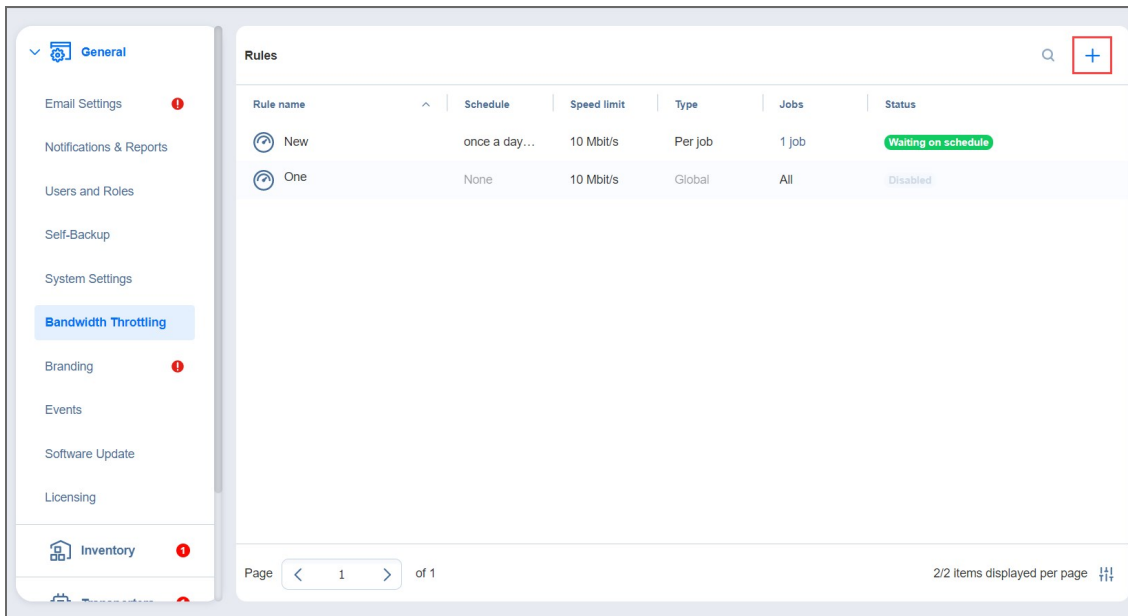 General
Email Settings
Notifications & Reports
Users and Roles
Self-Backup
System Settings
Bandwidth Throttling
Branding
Events
Software Update
Licensing
Inventory 1
Rules
Rule name Schedule Speed limit Type Jobs Status
New once a day… 10 Mbit/s Per job 1 job Waiting on schedule
One None 10 Mbit/s Global All Disabled
Page 1 of 1
2/2 items displayed per page